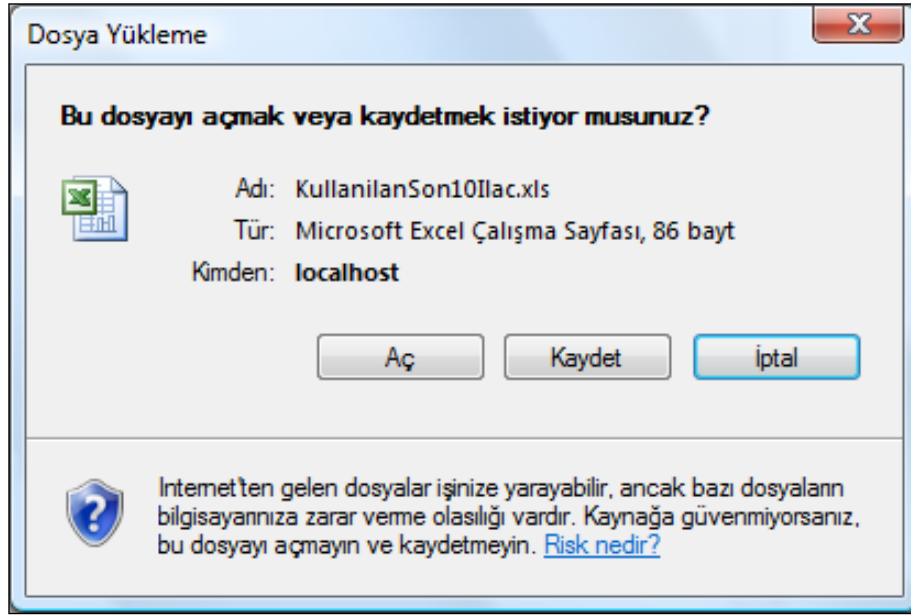 Dosya Yükleme
Bu dosyayı açmak veya kaydetmek istiyor musunuz?
Adı: KullanilanSon10Ilac.xls
Tür: Microsoft Excel Çalışma Sayfası, 86 bayt
Kimden: localhost
Aç Kaydet İptal
Internet'ten gelen dosyalar işinize yarayabilir, ancak bazı dosyaların
bilgisayarınıza zarar verme olasılığı vardır. Kaynağa güvenmiyorsanız,
bu dosyayı açmayın ve kaydetmeyin. Risk nedir?